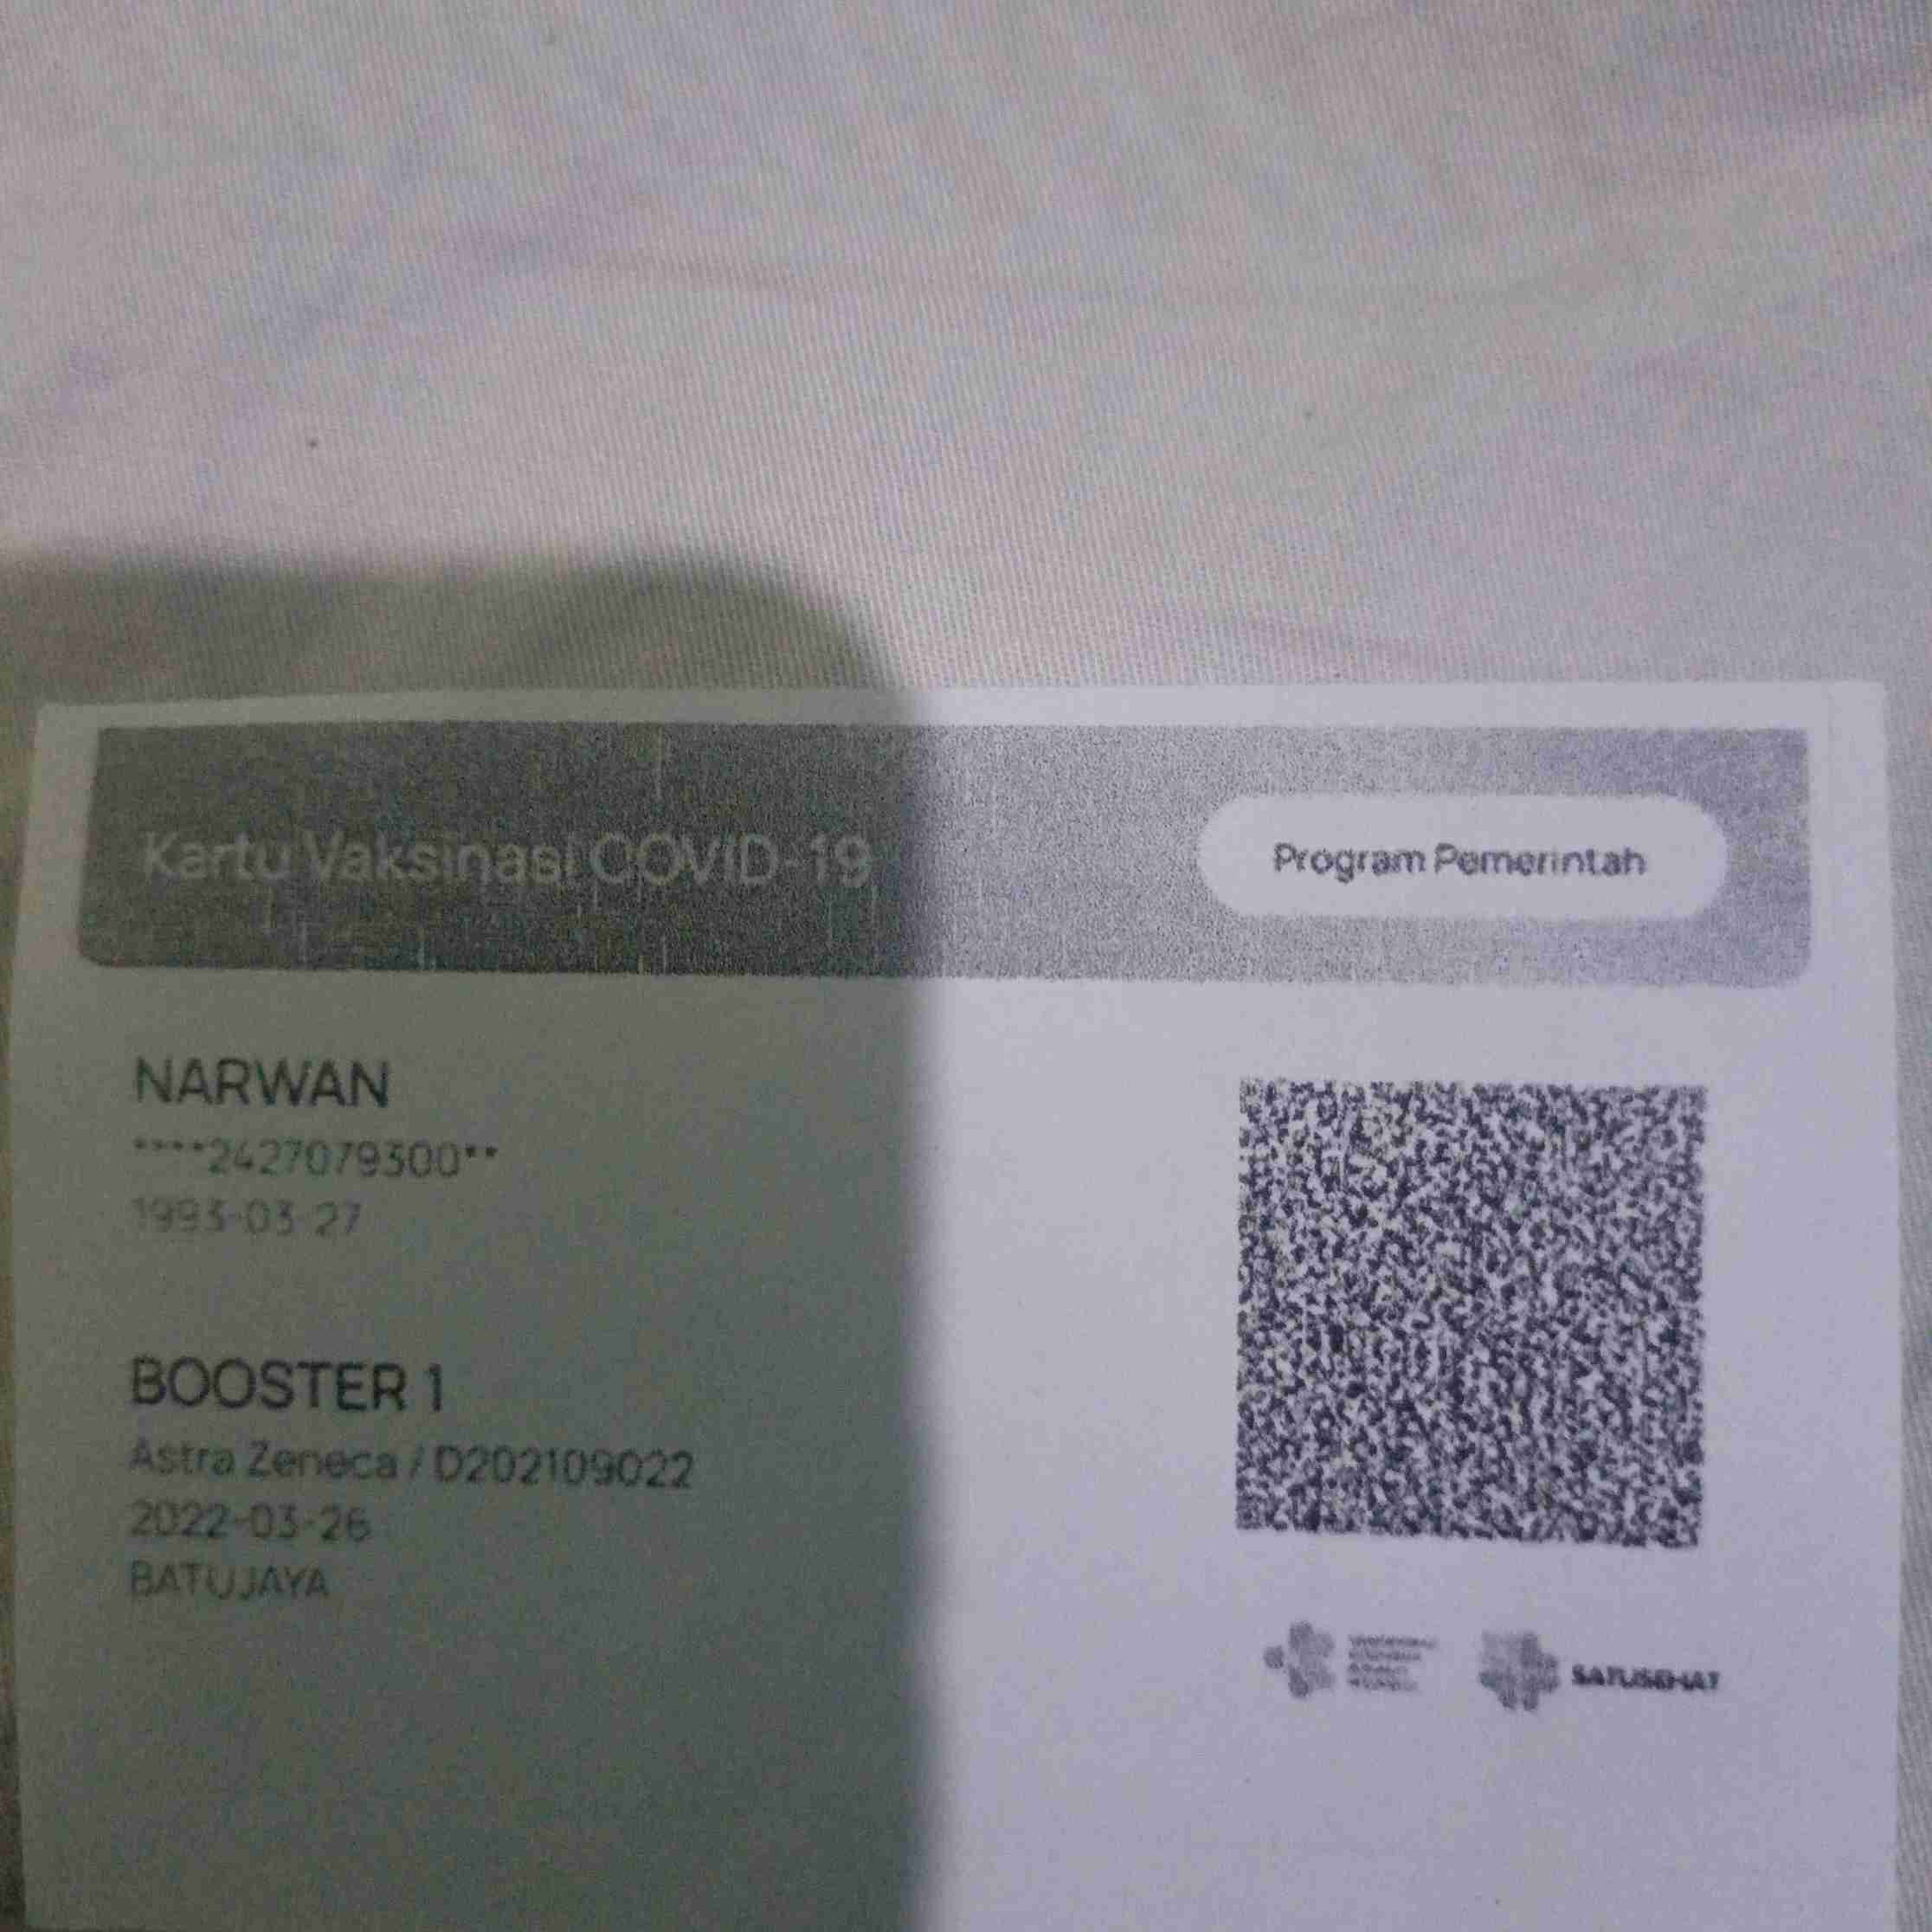 Kartu Vaksinasi COVID-19
Program Pemerintah
NARWAN
****2427079300**
1993-03-27
BOOSTER 1
Astra Zeneca / D202109022
2022-03-26
BATUJAYA
SATUSEHAT